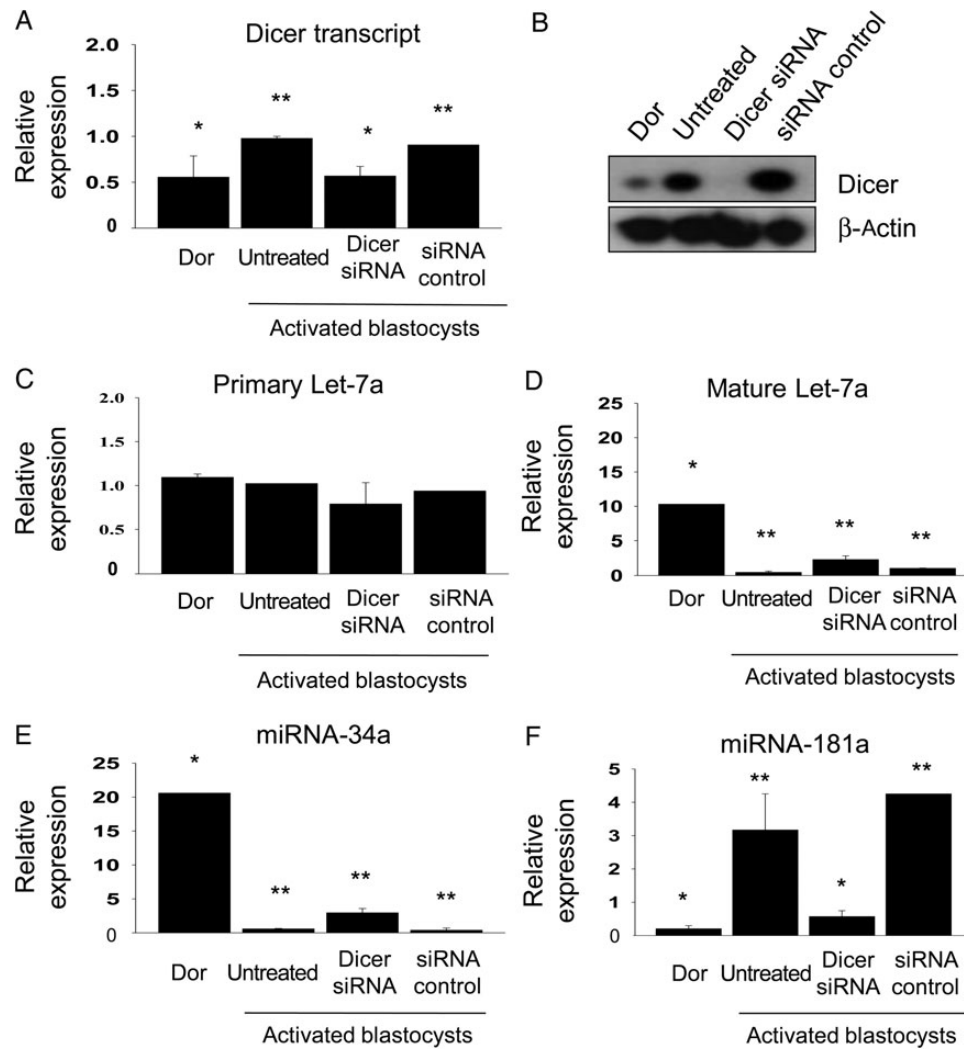 A
Dicer transcript
Relative
expression
2.0
1.5
1.0
0.5
0
*
**
*
**
Dor
Untreated
Dicer
siRNA
siRNA
control
Activated blastocysts
B
Dor
Untreated
Dicer siRNA
siRNA control
Dicer
β-Actin
C
Primary Let-7a
Relative
expression
2.0
1.5
1.0
0.5
0
Dor
Untreated
Dicer
siRNA
siRNA
control
Activated blastocysts
D
Mature Let-7a
Relative
expression
25
20
15
10
5
0
*
**
**
**
Dor
Untreated
Dicer
siRNA
siRNA
control
Activated blastocysts
E
miRNA-34a
Relative
expression
25
20
15
10
5
0
*
**
**
**
Dor
Untreated
Dicer
siRNA
siRNA
control
Activated blastocysts
F
miRNA-181a
Relative
expression
5
4
3
2
1
0
*
**
*
**
Dor
Untreated
Dicer
siRNA
siRNA
control
Activated blastocysts